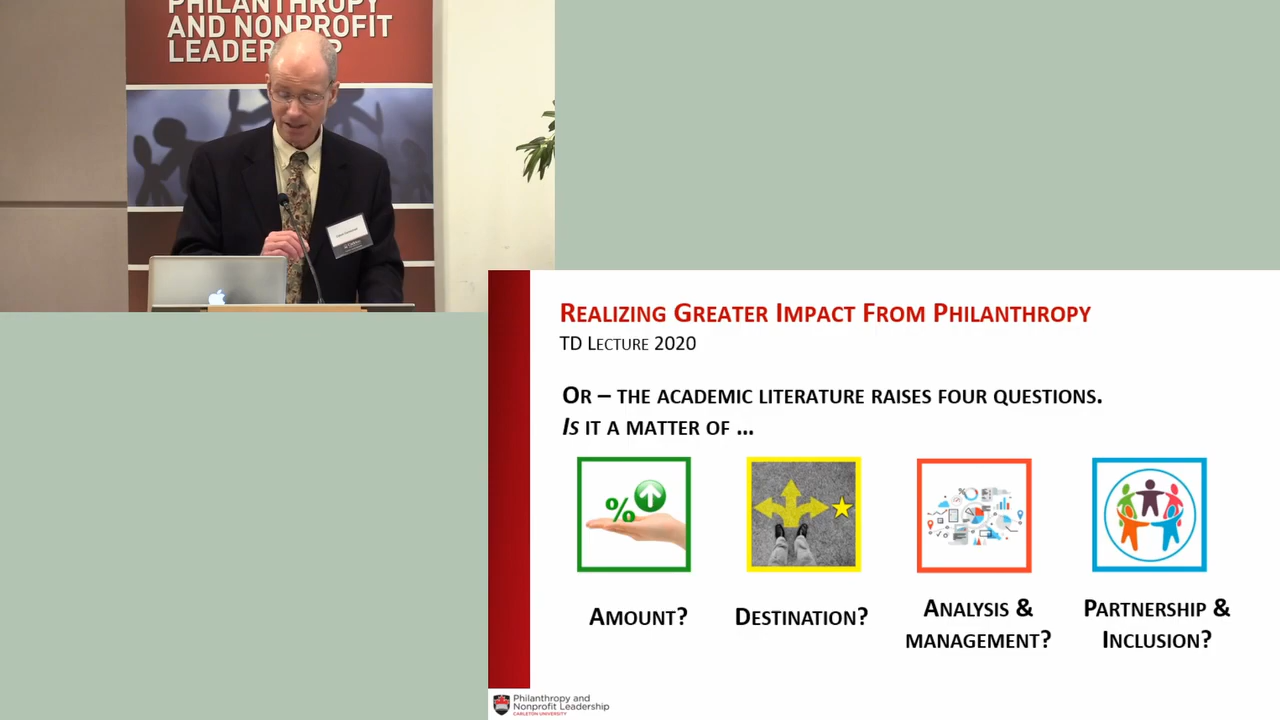 PHILANTHROPY
AND NONPROFIT
REALIZING GREATER IMPACT FROM PHILANTHROPY
TD LECTURE 2020
OR – THE ACADEMIC LITERATURE RAISES FOUR QUESTIONS.
IS IT A MATTER OF ...
%
AMOUNT?
DESTINATION?
ANALYSIS &
MANAGEMENT?
PARTNERSHIP &
INCLUSION?
Philanthropy and
Nonprofit Leadership
CARLETON UNIVERSITY